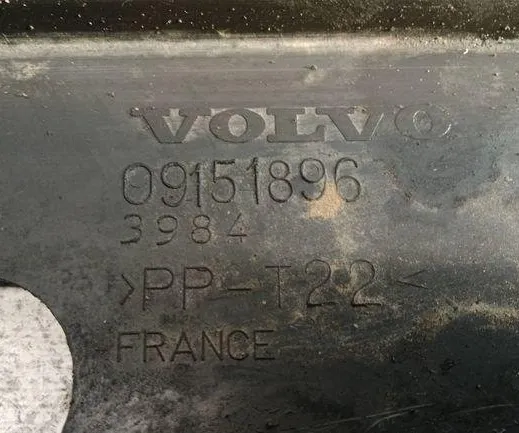 VOLVO
09151896
3984
>PP-T22<
FRANCE